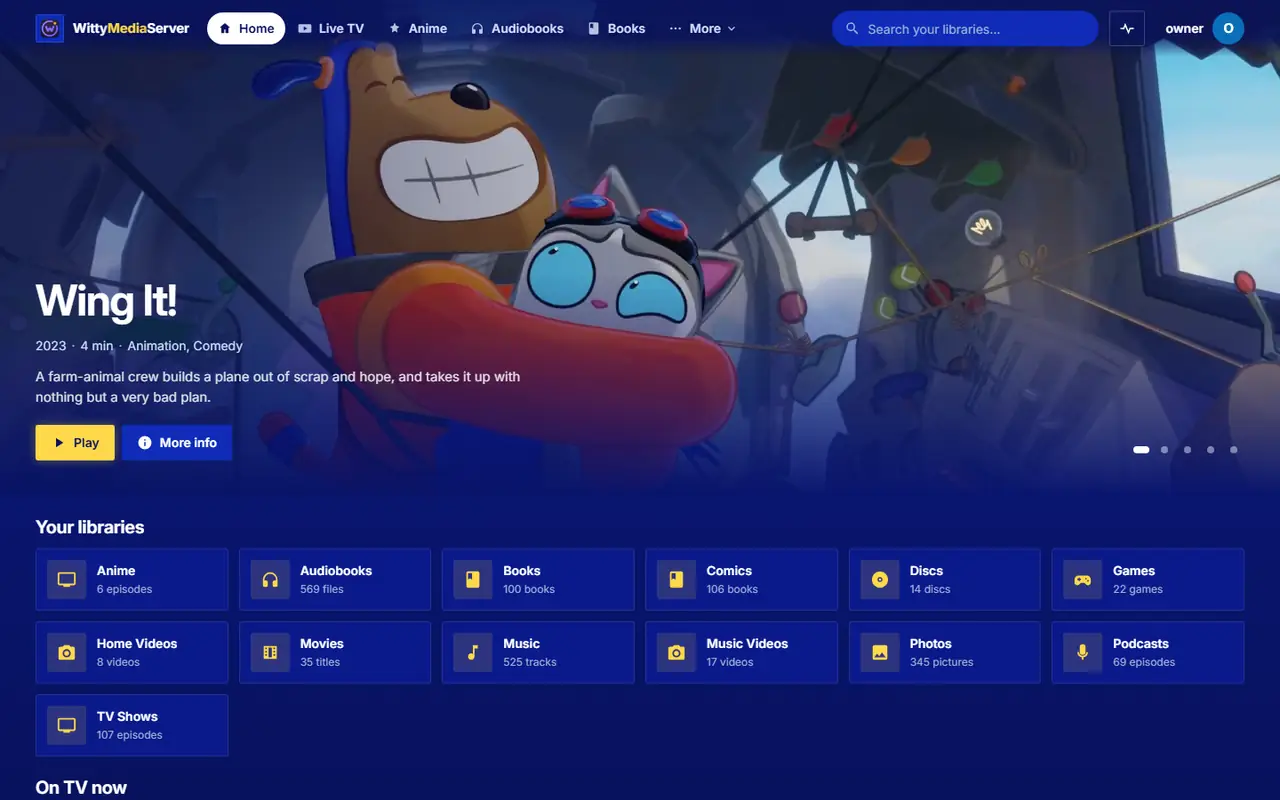 WittyMediaServer
Home
Live TV
Anime
Audiobooks
Books
More
Search your libraries...
owner
O
Wing It!
2023 · 4 min · Animation, Comedy
A farm-animal crew builds a plane out of scrap and hope, and takes it up with
nothing but a very bad plan.
Play
More info
Your libraries
Anime
6 episodes
Audiobooks
569 files
Books
100 books
Comics
106 books
Discs
14 discs
Games
22 games
Home Videos
8 videos
Movies
35 titles
Music
525 tracks
Music Videos
17 videos
Photos
345 pictures
Podcasts
69 episodes
TV Shows
107 episodes
On TV now